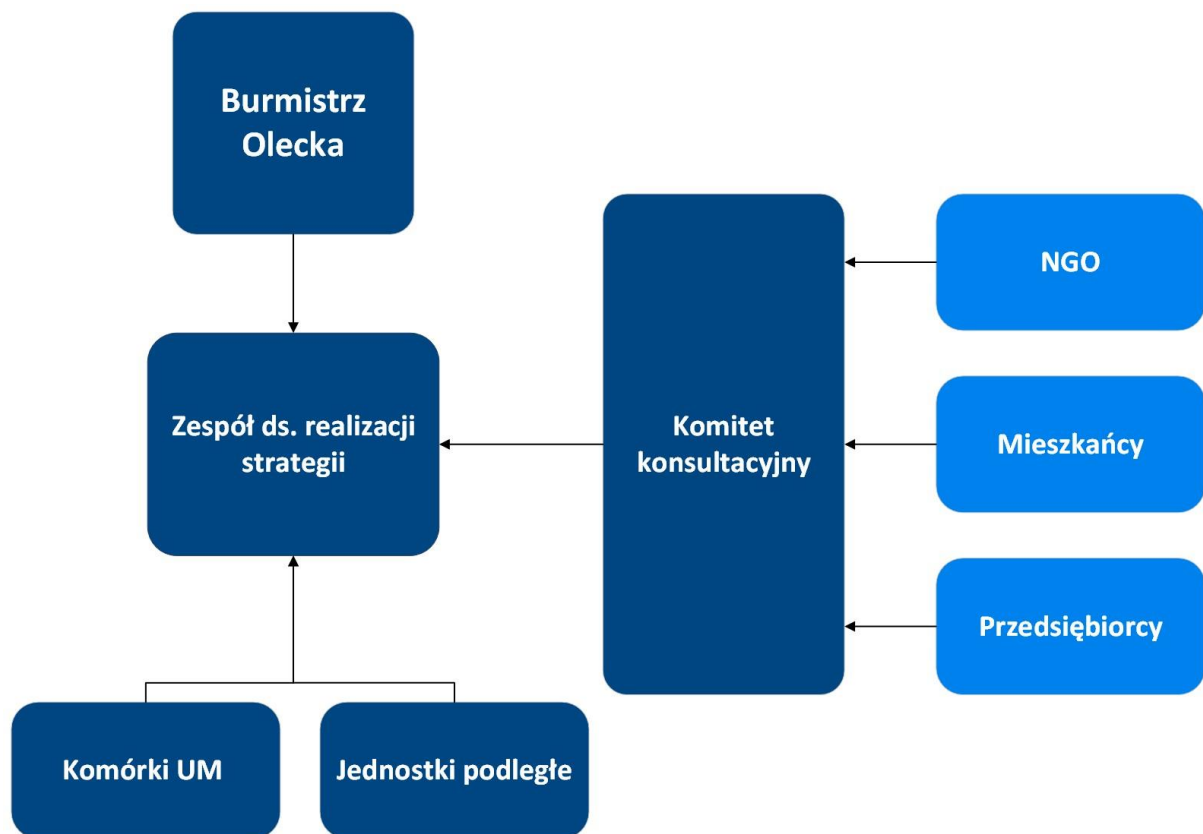 Burmistrz
Olecka
NGO
Zespół ds. realizacji
strategii
Komitet
konsultacyjny
Mieszkańcy
Przedsiębiorcy
Komórki UM
Jednostki podległe